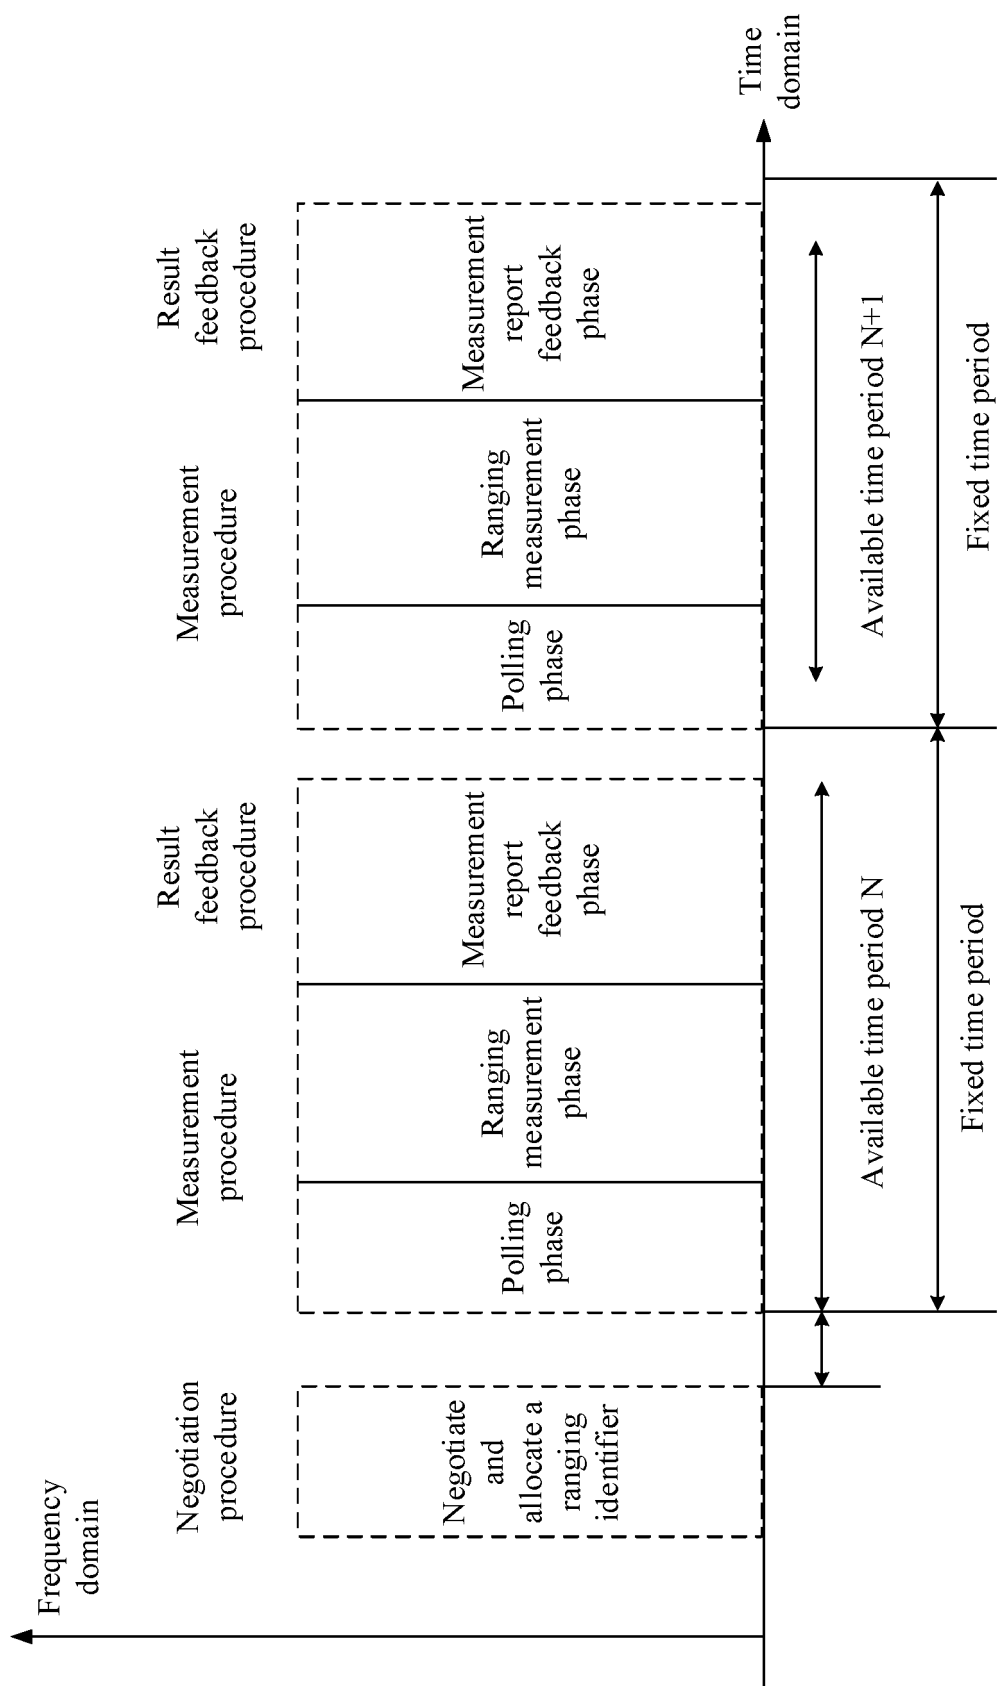 Frequency
domain
Negotiation
procedure
Measurement
procedure
Result
feedback
procedure
Measurement
procedure
Result
feedback
procedure
Negotiate
and
allocate a
ranging
identifier
Polling
phase
Ranging
measurement
phase
Measurement
report
feedback
phase
Polling
phase
Ranging
measurement
phase
Measurement
report
feedback
phase
Time
domain
Available time period N
Available time period N+1
Fixed time period
Fixed time period